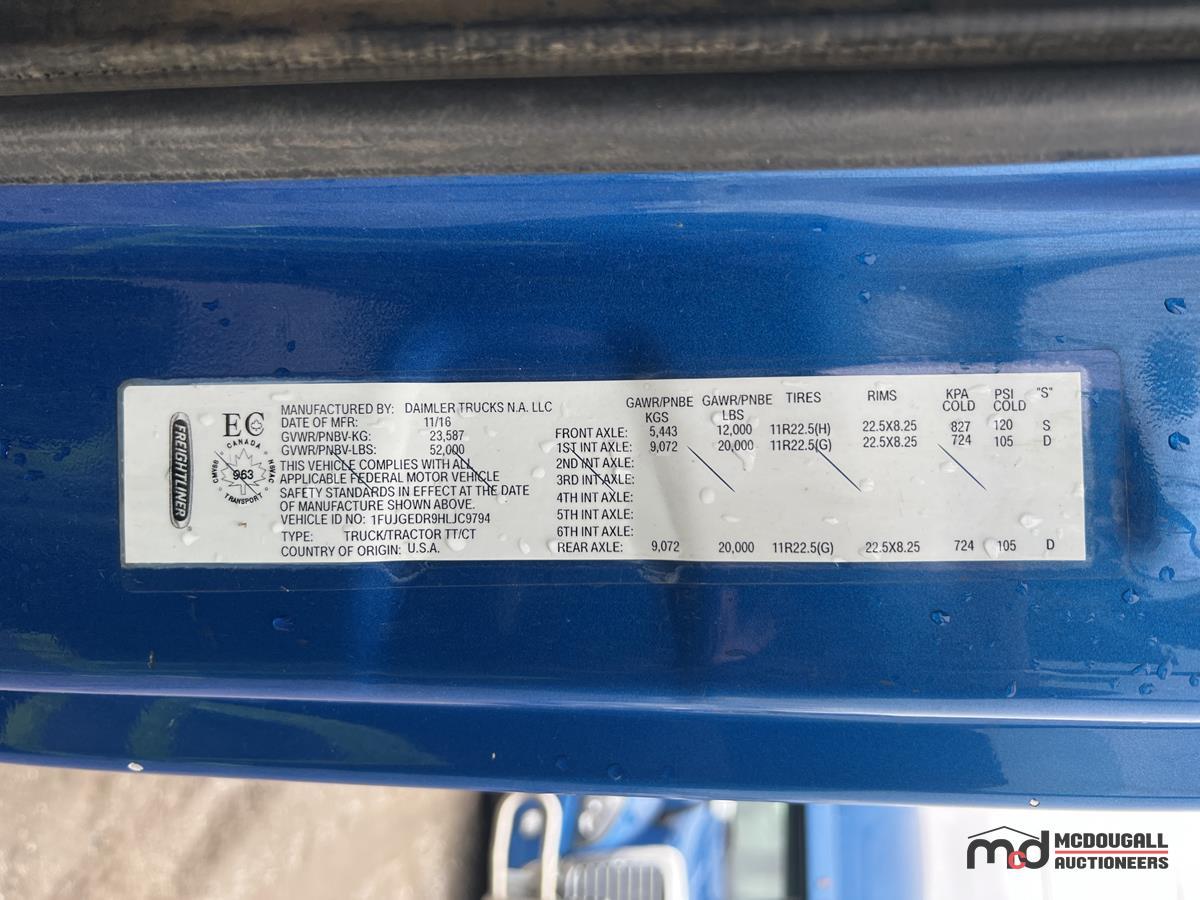 FREIGHTLINER
EC
CANADA
CMVSS 963 NSVAC
TRANSPORT
MANUFACTURED BY: DAIMLER TRUCKS N.A. LLC
DATE OF MFR: 11/16
GVWR/PNBV-KG: 23,587
GVWR/PNBV-LBS: 52,000
THIS VEHICLE COMPLIES WITH ALL
APPLICABLE FEDERAL MOTOR VEHICLE
SAFETY STANDARDS IN EFFECT AT THE DATE
OF MANUFACTURE SHOWN ABOVE.
VEHICLE ID NO: 1FUJGEDR9HLJC9794
TYPE: TRUCK/TRACTOR TT/CT
COUNTRY OF ORIGIN: U.S.A.
GAWR/PNBE KGS GAWR/PNBE LBS TIRES RIMS KPA COLD PSI COLD "S"
FRONT AXLE: 5,443 12,000 11R22.5(H) 22.5X8.25 827 120 S
1ST INT AXLE: 9,072 20,000 11R22.5(G) 22.5X8.25 724 105 D
2ND INT AXLE:
3RD INT AXLE:
4TH INT AXLE:
5TH INT AXLE:
6TH INT AXLE:
REAR AXLE: 9,072 20,000 11R22.5(G) 22.5X8.25 724 105 D
mcd MCDOUGALL
AUCTIONEERS